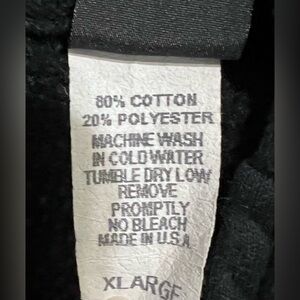 80% COTTON
20% POLYESTER
MACHINE WASH
IN COLD WATER
TUMBLE DRY LOW
REMOVE
PROMPTLY
NO BLEACH
MADE IN U.S.A
XLARGE